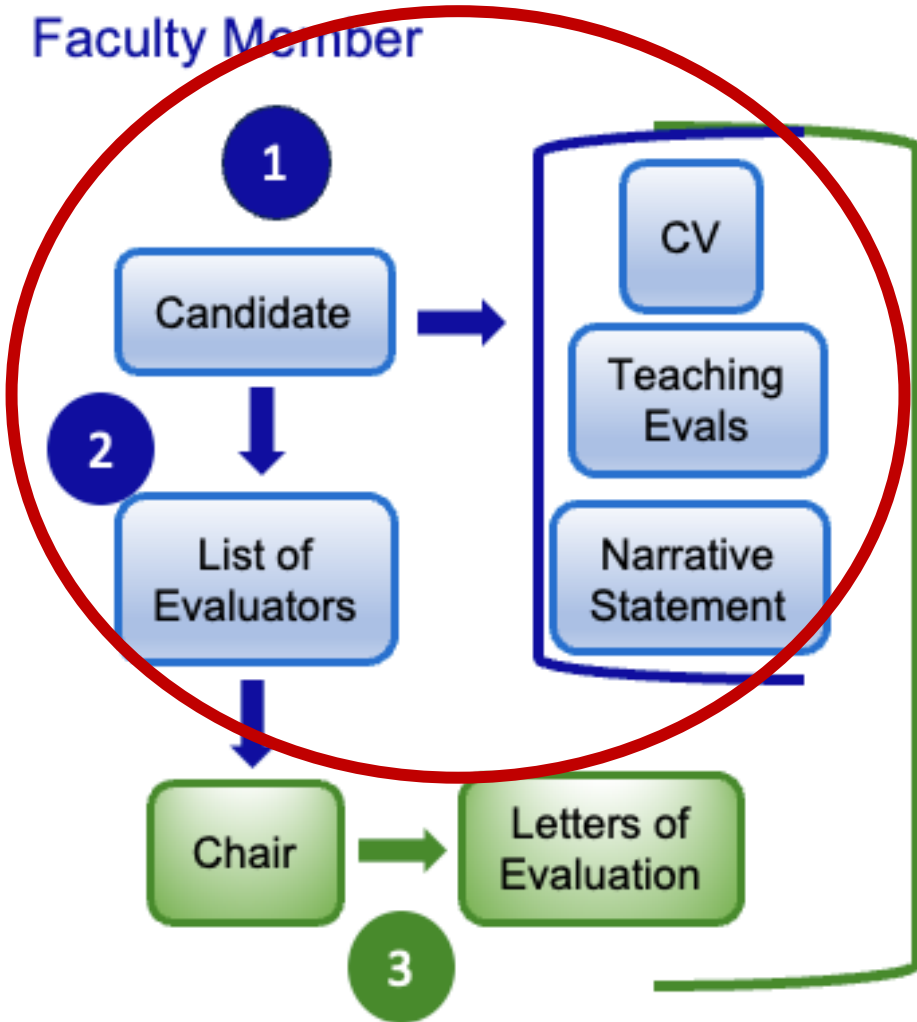 Faculty Member
1
CV
Candidate
Teaching
Evals
2
List of
Evaluators
Narrative
Statement
Chair
Letters of
Evaluation
3